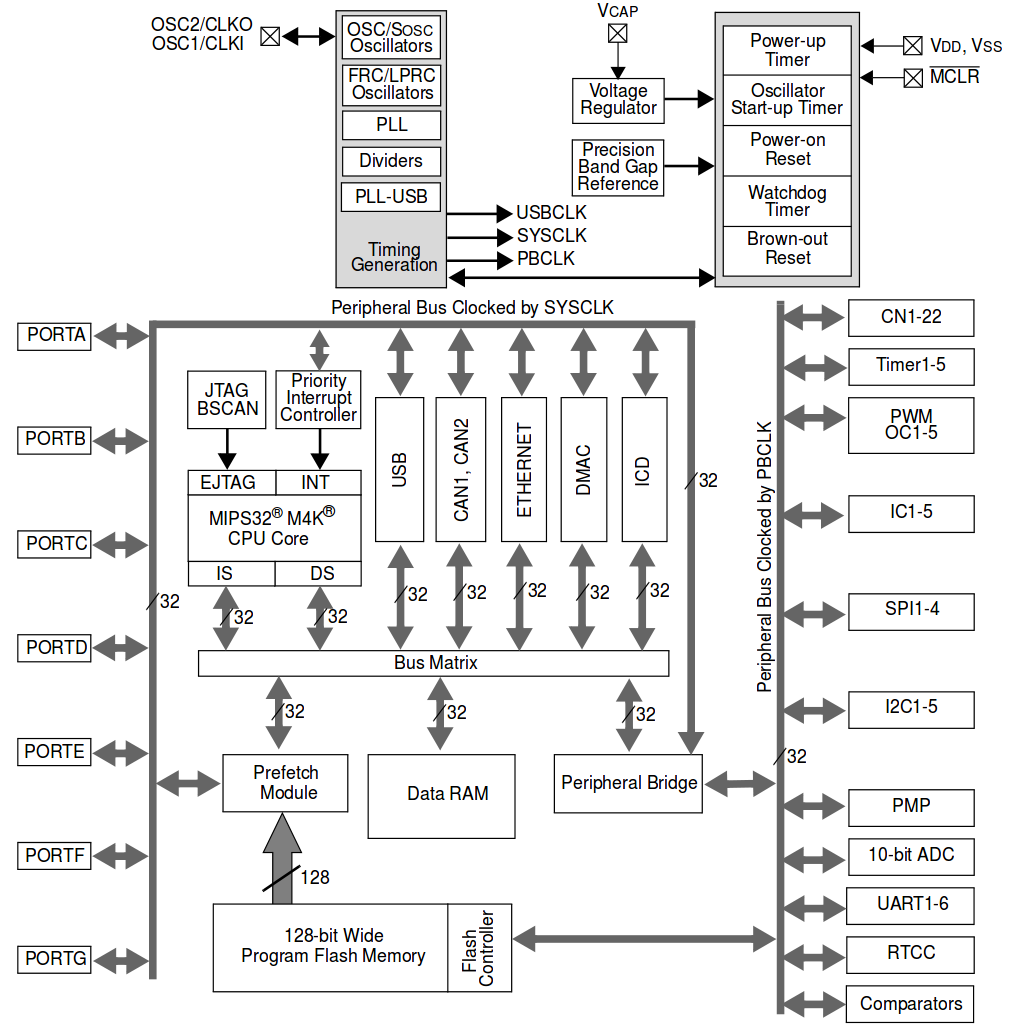 OSC2/CLKO
OSC1/CLKI
OSC/SOSC
Oscillators
FRC/LPRC
Oscillators
PLL
Dividers
PLL-USB
Timing
Generation
USBCLK
SYSCLK
PBCLK
VCAP
Voltage
Regulator
Precision
Band Gap
Reference
Power-up
Timer
Oscillator
Start-up Timer
Power-on
Reset
Watchdog
Timer
Brown-out
Reset
VDD, VSS
MCLR
Peripheral Bus Clocked by SYSCLK
PORTA
PORTB
PORTC
PORTD
PORTE
PORTF
PORTG
32
JTAG
BSCAN
Priority
Interrupt
Controller
EJTAG
INT
MIPS32® M4K®
CPU Core
IS
DS
USB
CAN1, CAN2
ETHERNET
DMAC
ICD
32
32
32
32
32
32
32
32
Bus Matrix
32
32
32
Prefetch
Module
Data RAM
Peripheral Bridge
128
128-bit Wide
Program Flash Memory
Flash
Controller
Peripheral Bus Clocked by PBCLK
32
CN1-22
Timer1-5
PWM
OC1-5
IC1-5
SPI1-4
I2C1-5
PMP
10-bit ADC
UART1-6
RTCC
Comparators